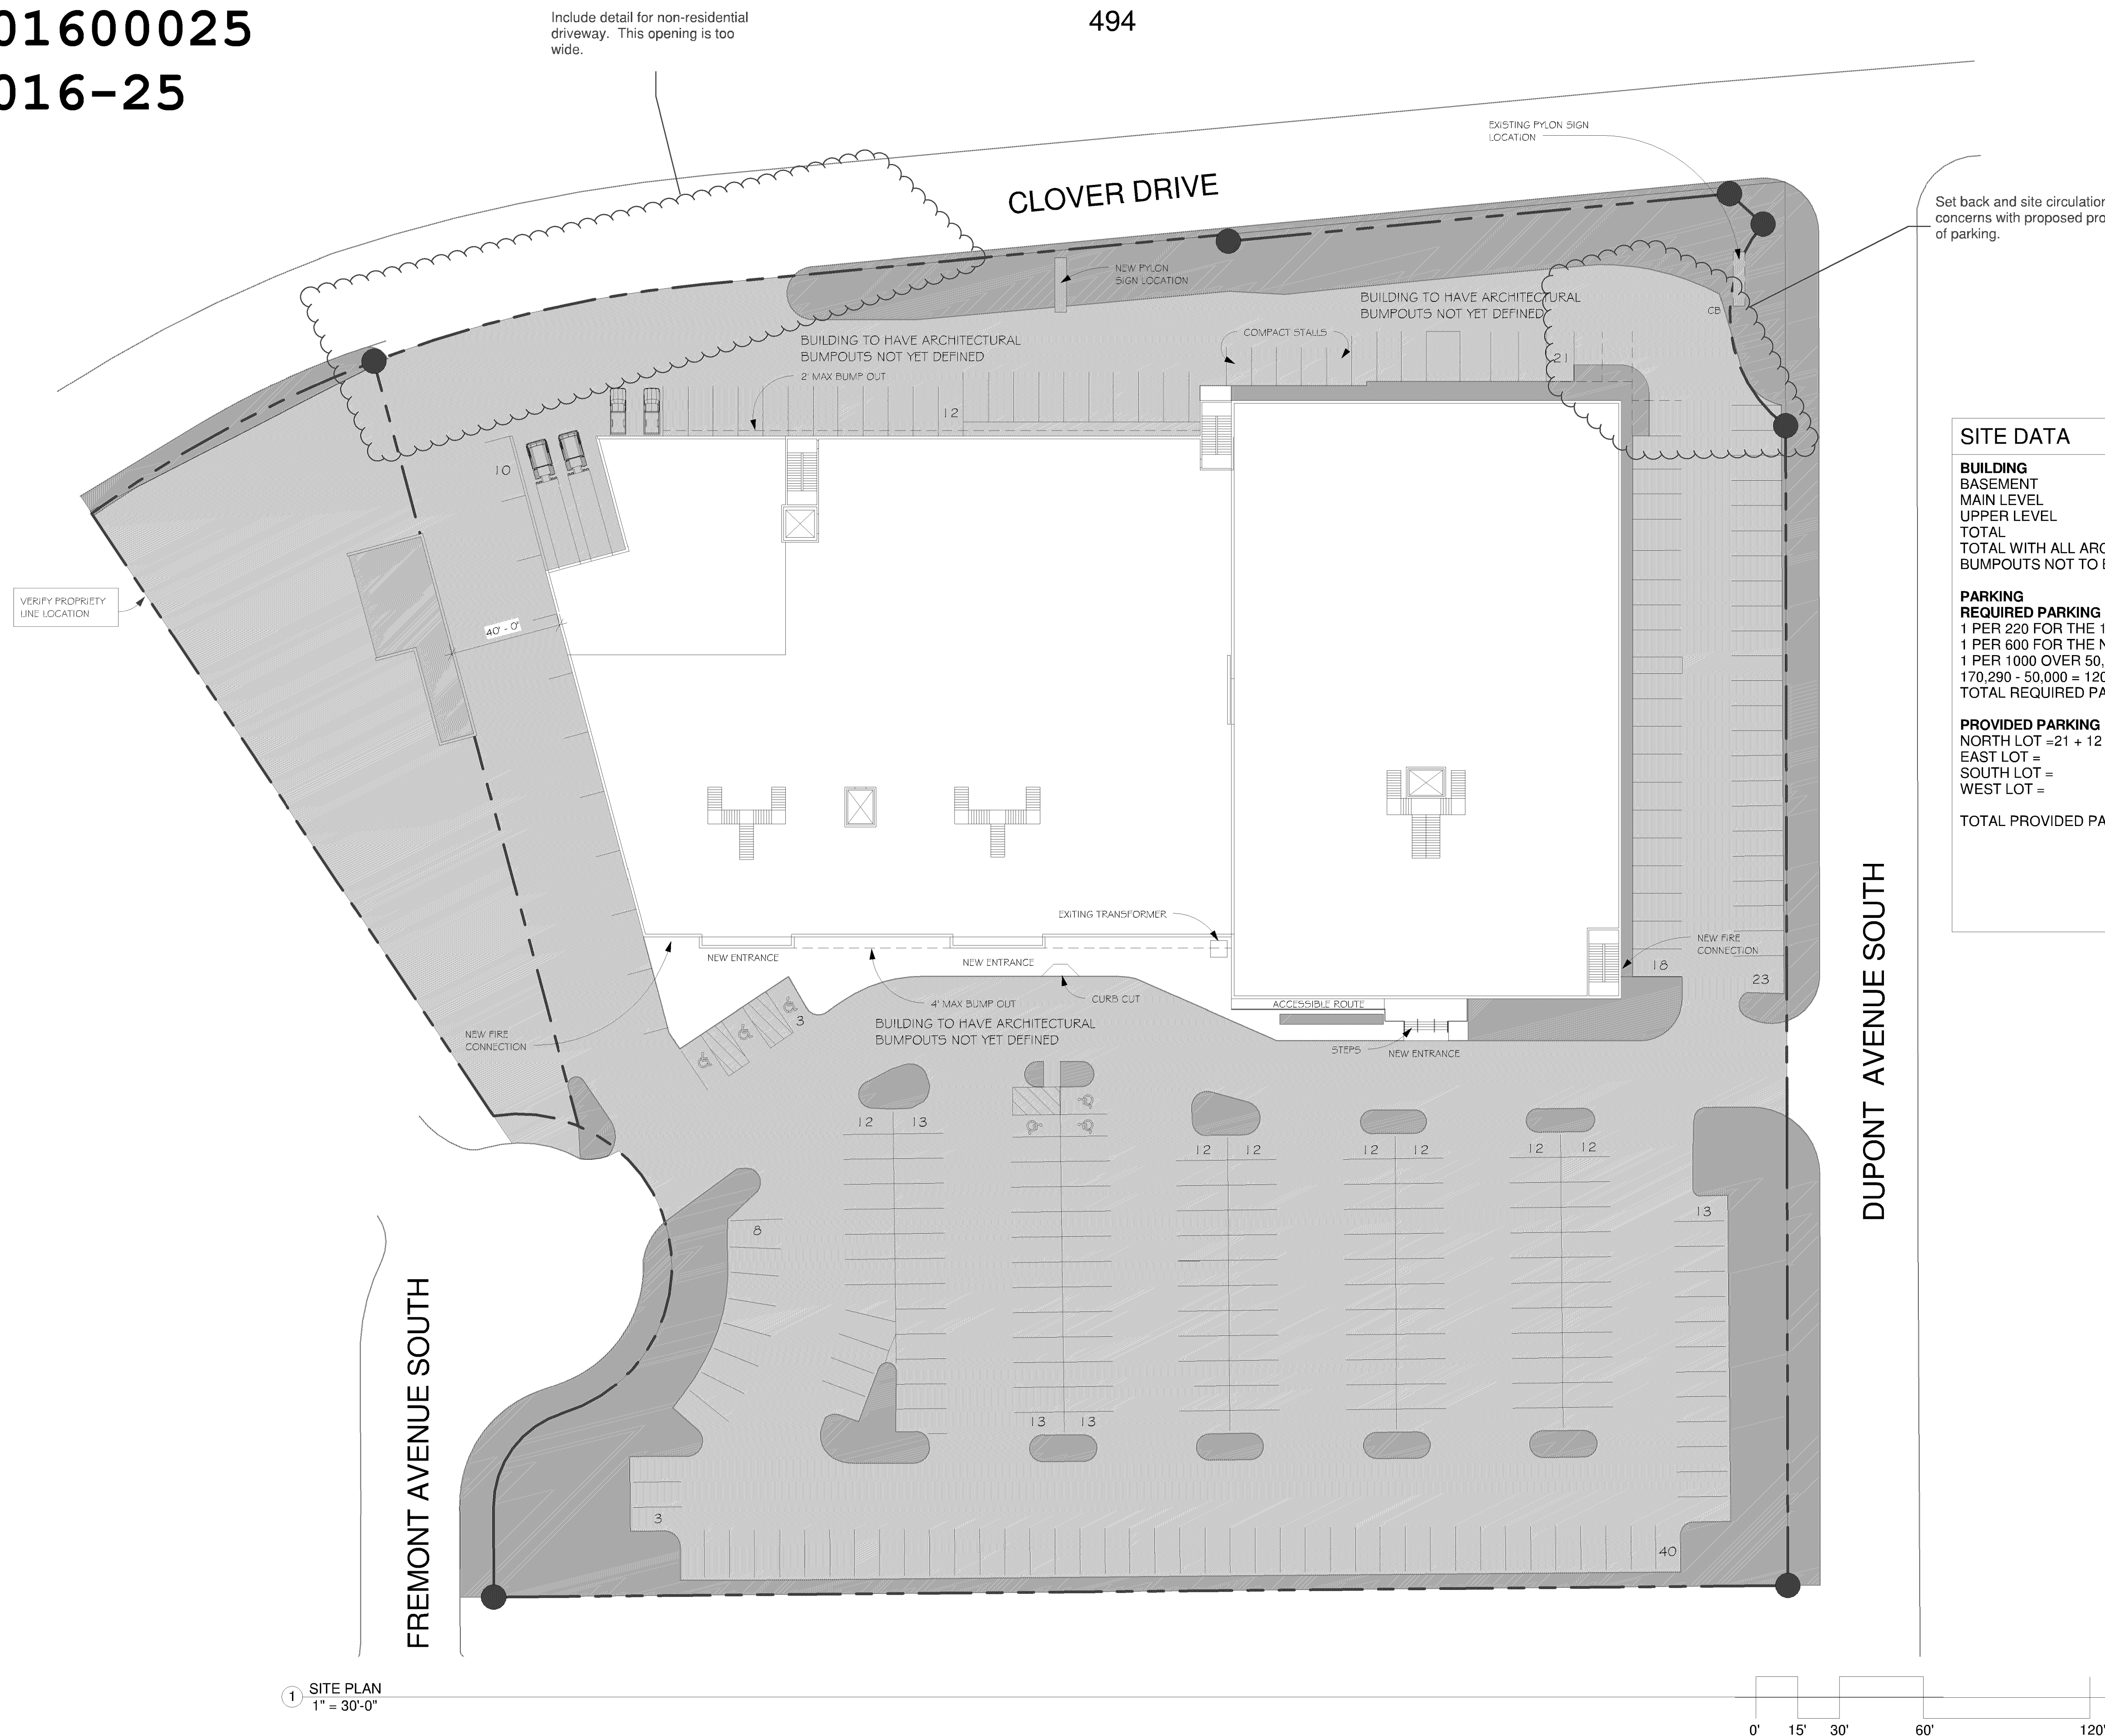 01600025
016-25
Include detail for non-residential
driveway. This opening is too
wide.
494
EXISTING PYLON SIGN
LOCATION
CLOVER DRIVE
Set back and site circulation
concerns with proposed pro
of parking.
NEW PYLON
SIGN LOCATION
BUILDING TO HAVE ARCHITECTURAL
BUMPOUTS NOT YET DEFINED
CB
COMPACT STALLS
BUILDING TO HAVE ARCHITECTURAL
BUMPOUTS NOT YET DEFINED
21
2' MAX BUMP OUT
12
10
SITE DATA
BUILDING
BASEMENT
MAIN LEVEL
UPPER LEVEL
TOTAL
TOTAL WITH ALL ARC
BUMPOUTS NOT TO E
PARKING
REQUIRED PARKING
1 PER 220 FOR THE 1
1 PER 600 FOR THE N
1 PER 1000 OVER 50,
170,290 - 50,000 = 120
TOTAL REQUIRED PA
PROVIDED PARKING
NORTH LOT =21 + 12
EAST LOT =
SOUTH LOT =
WEST LOT =
TOTAL PROVIDED PA
VERIFY PROPRIETY
LINE LOCATION
40' - 0"
EXITING TRANSFORMER
NEW ENTRANCE
NEW ENTRANCE
NEW FIRE
CONNECTION
18
23
4' MAX BUMP OUT
CURB CUT
ACCESSIBLE ROUTE
3
BUILDING TO HAVE ARCHITECTURAL
BUMPOUTS NOT YET DEFINED
NEW FIRE
CONNECTION
STEPS
NEW ENTRANCE
DUPONT AVENUE SOUTH
12 13
12 12
12 12
12 12
13
8
13 13
3
40
FREMONT AVENUE SOUTH
1
SITE PLAN
1" = 30'-0"
0' 15' 30' 60' 120'